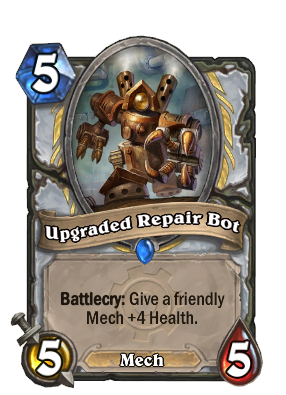 5
Upgraded Repair Bot
Battlecry: Give a friendly
Mech +4 Health.
5
Mech
5